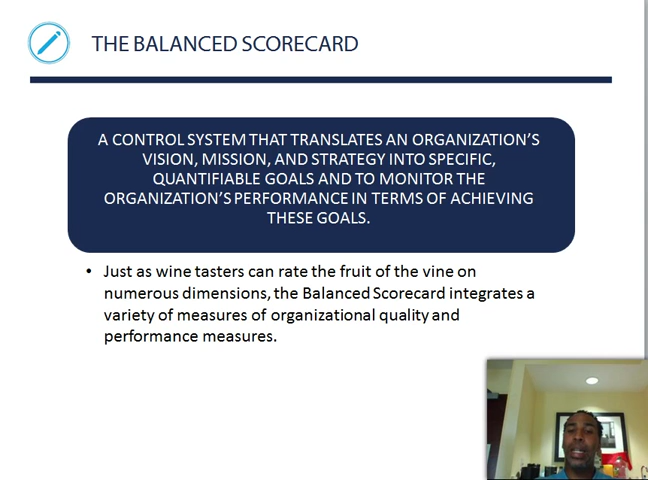 THE BALANCED SCORECARD
A CONTROL SYSTEM THAT TRANSLATES AN ORGANIZATION'S
VISION, MISSION, AND STRATEGY INTO SPECIFIC,
QUANTIFIABLE GOALS AND TO MONITOR THE
ORGANIZATION'S PERFORMANCE IN TERMS OF ACHIEVING
THESE GOALS.
• Just as wine tasters can rate the fruit of the vine on
numerous dimensions, the Balanced Scorecard integrates a
variety of measures of organizational quality and
performance measures.